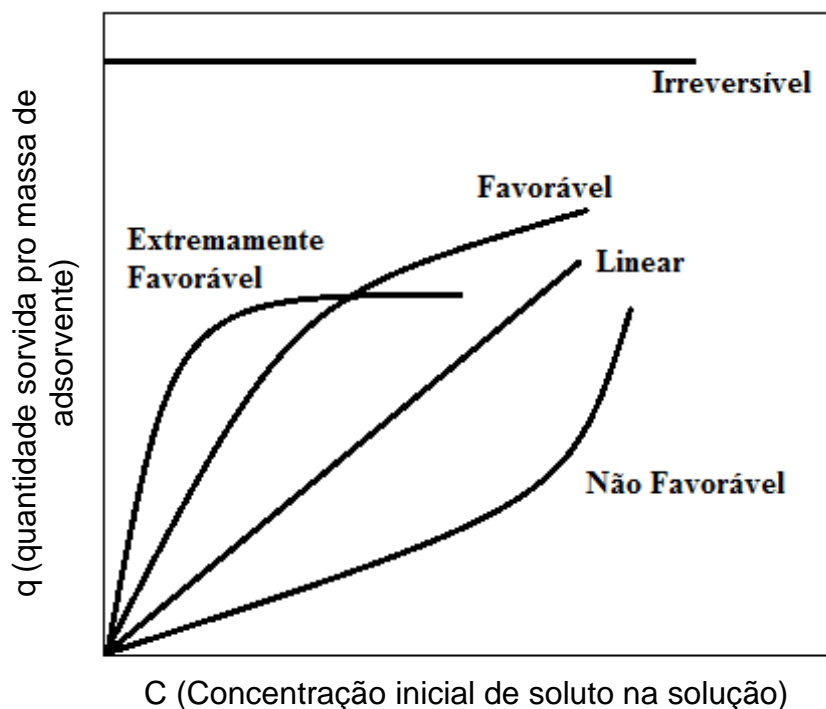 Irreversível
Favorável
Extremamente
Favorável
Linear
Não Favorável
q (quantidade sorvida pro massa de
adsorvente)
C (Concentração inicial de soluto na solução)